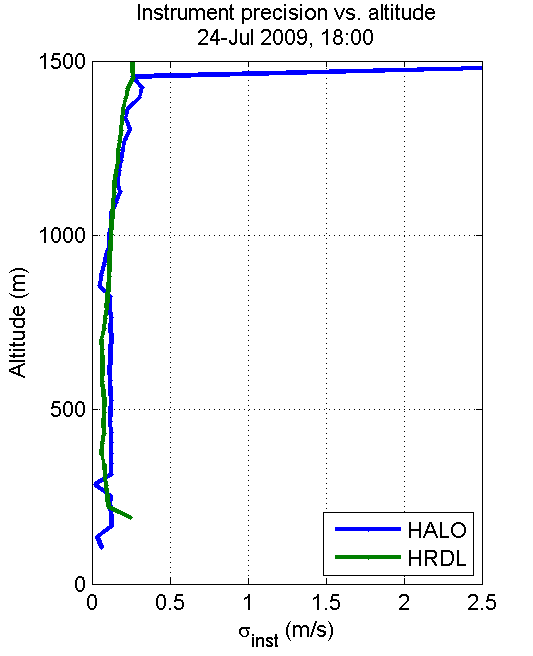 Instrument precision vs. altitude
24-Jul 2009, 18:00
1500
1000
500
0
Altitude (m)
0 0.5 1 1.5 2 2.5
σinst (m/s)
HALO
HRDL